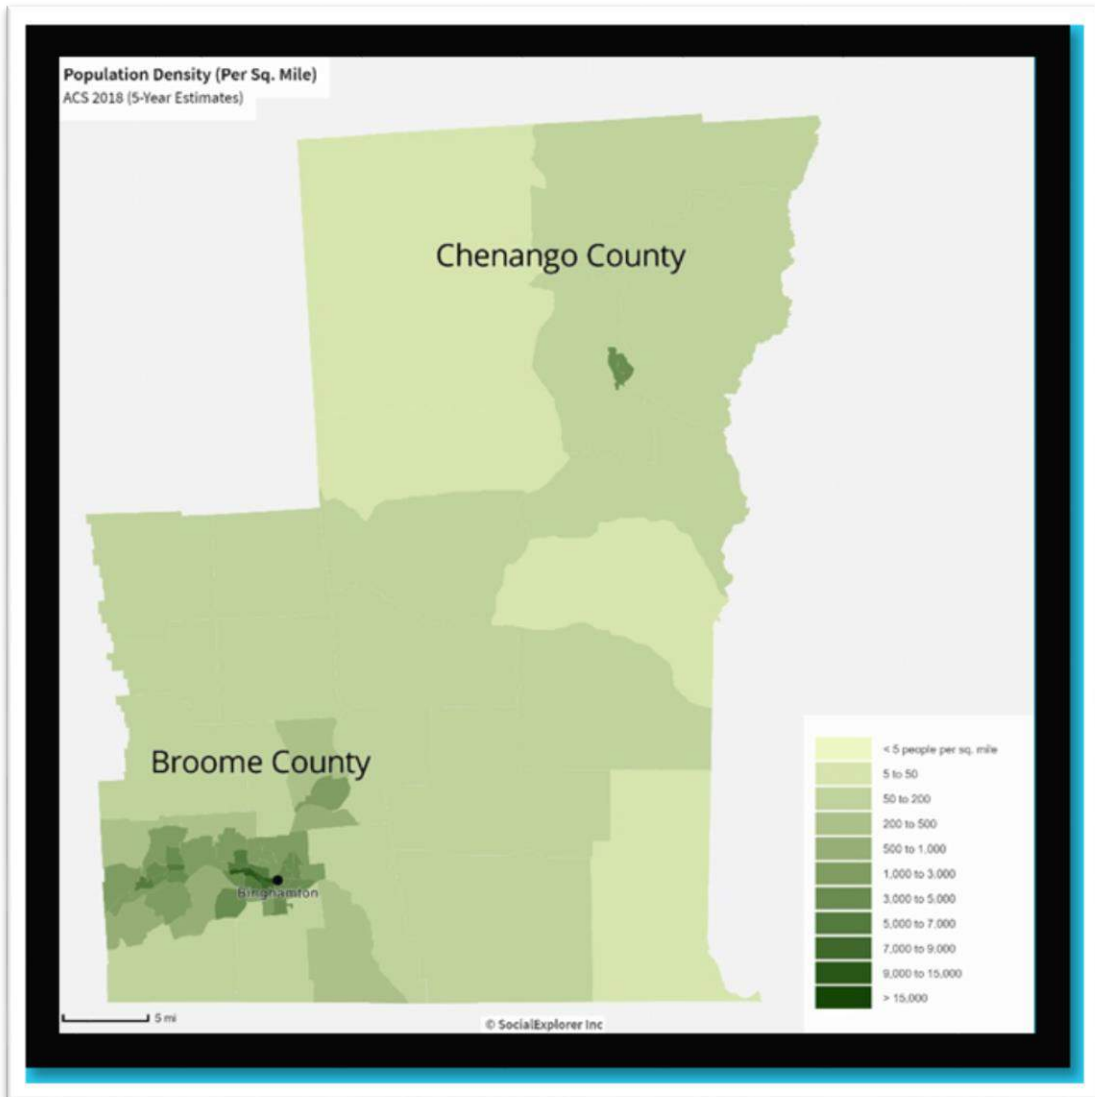 Population Density (Per Sq. Mile)
ACS 2018 (5-Year Estimates)
Chenango County
Broome County
Binghamton
< 5 people per sq. mile
5 to 50
50 to 200
200 to 500
500 to 1,000
1,000 to 3,000
3,000 to 5,000
5,000 to 7,000
7,000 to 9,000
9,000 to 15,000
> 15,000
5 mi
© SocialExplorer Inc